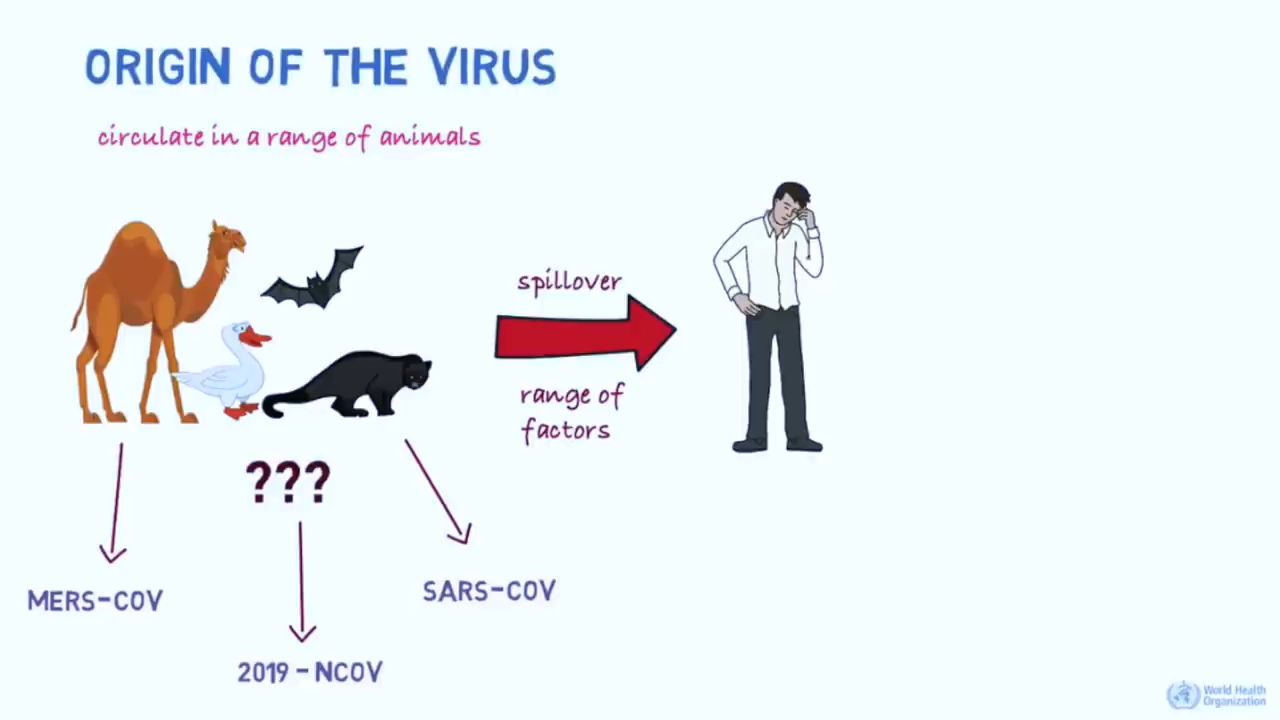 ORIGIN OF THE VIRUS
circulate in a range of animals
spillover
range of
factors
???
MERS-COV
SARS-COV
2019-NCOV
World Health
Organization